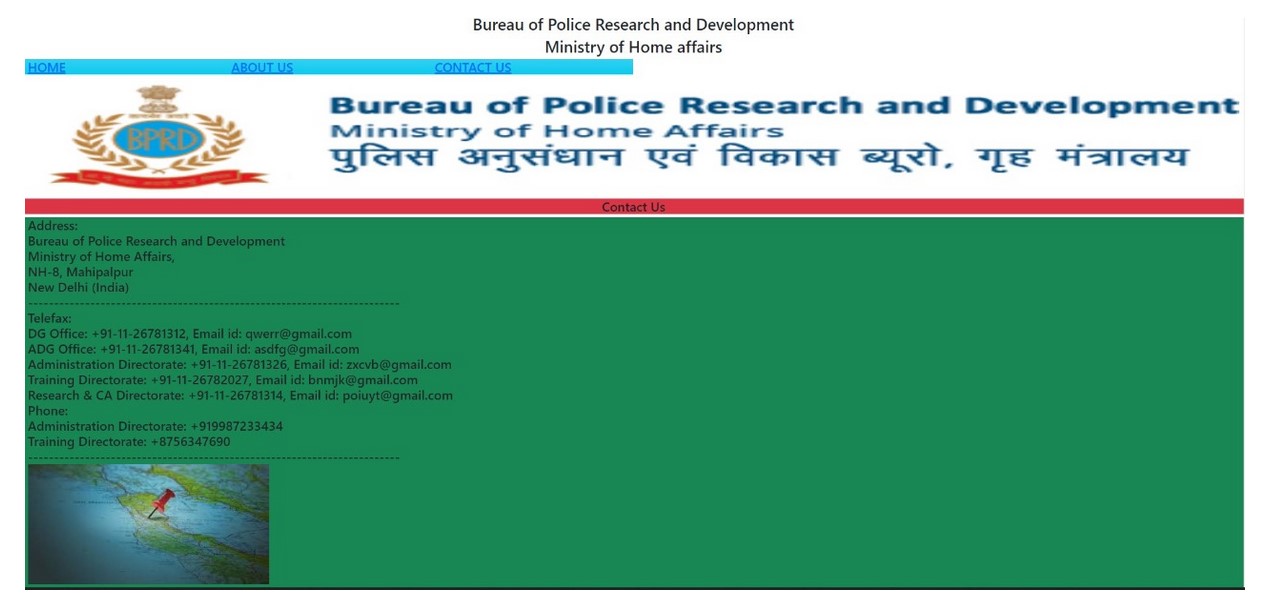 Bureau of Police Research and Development
Ministry of Home affairs
HOME ABOUT US CONTACT US
BPRD
Bureau of Police Research and Development
Ministry of Home Affairs
पुलिस अनुसंधान एवं विकास ब्यूरो, गृह मंत्रालय
Contact Us
Address:
Bureau of Police Research and Development
Ministry of Home Affairs,
NH-8, Mahipalpur
New Delhi (India)
------------------------------------------------------------------------
Telefax:
DG Office: +91-11-26781312, Email id: qwerr@gmail.com
ADG Office: +91-11-26781341, Email id: asdfg@gmail.com
Administration Directorate: +91-11-26781326, Email id: zxcvb@gmail.com
Training Directorate: +91-11-26782027, Email id: bnmjk@gmail.com
Research & CA Directorate: +91-11-26781314, Email id: poiuyt@gmail.com
Phone:
Administration Directorate: +919987233434
Training Directorate: +8756347690
------------------------------------------------------------------------